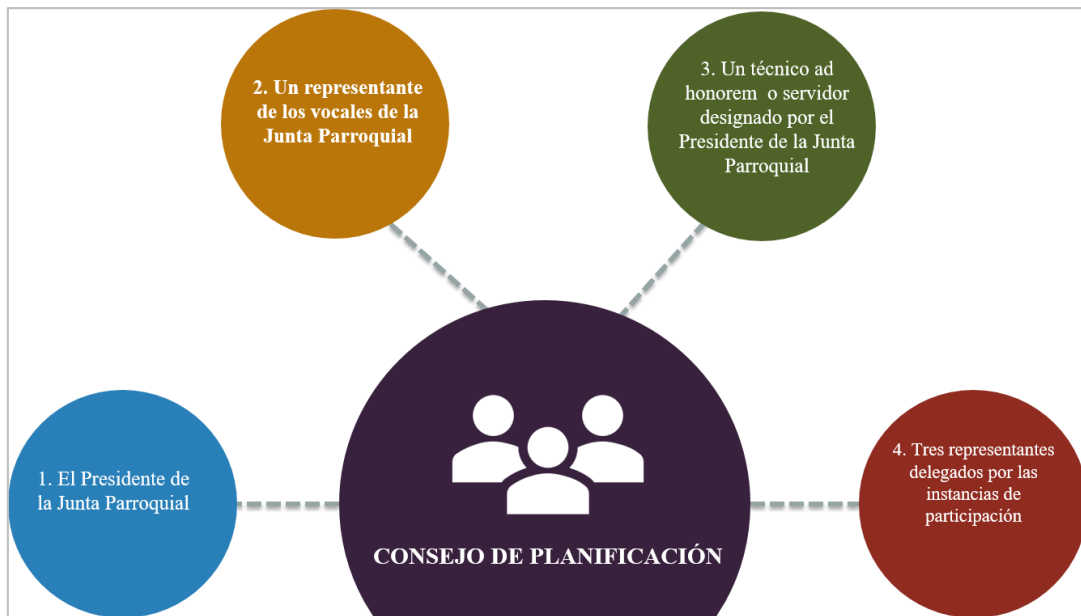 2. Un representante
de los vocales de la
Junta Parroquial
3. Un técnico ad
honorem o servidor
designado por el
Presidente de la Junta
Parroquial
1. El Presidente de
la Junta Parroquial
4. Tres representantes
delegados por las
instancias de
participación
CONSEJO DE PLANIFICACIÓN